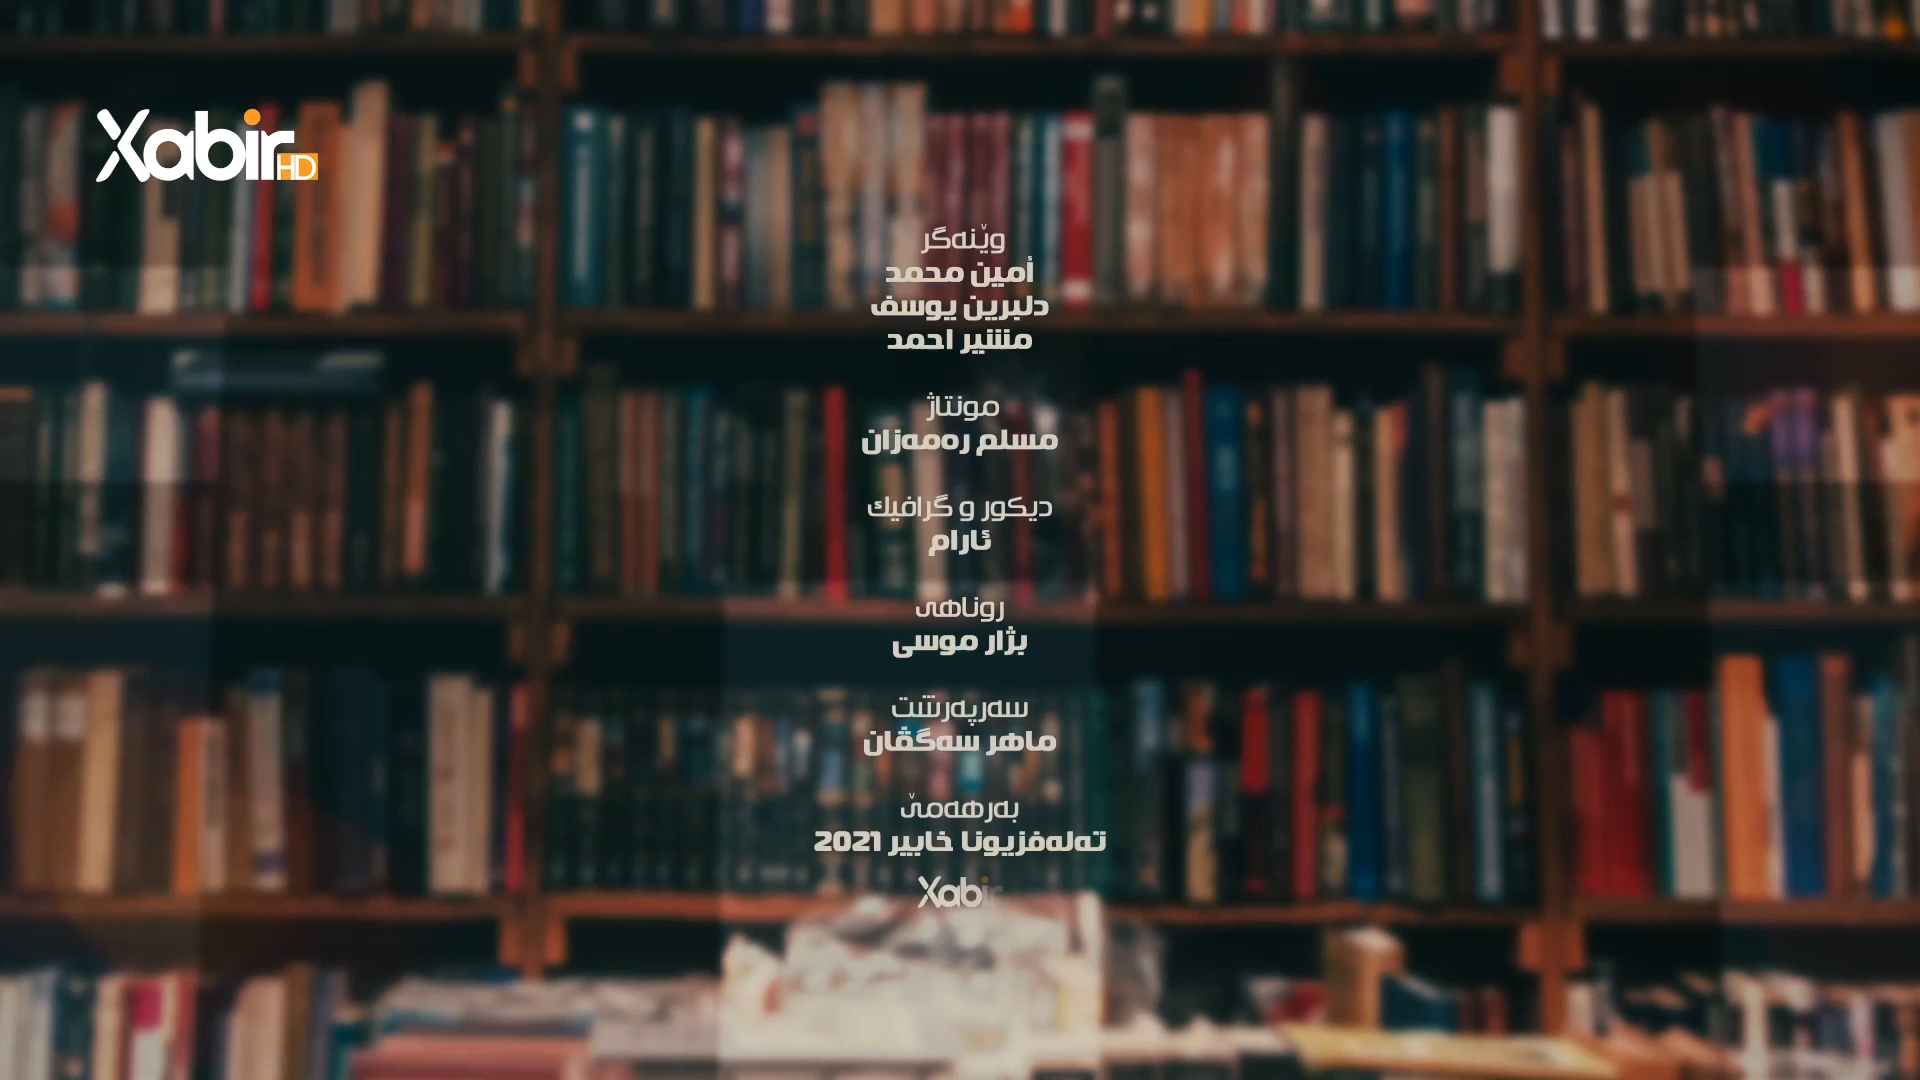 Xabir HD
وێنەگر
أمین محمد
دلبرین یوسف
مشیر احمد
مونتاژ
مسلم رەمەزان
دیکور و گرافیك
ئارام
روناهی
بژار موسی
سەرپەرشت
ماهر سەگڤان
بەرهەمێ
تەلەفزیونا خابیر 2021
Xabir